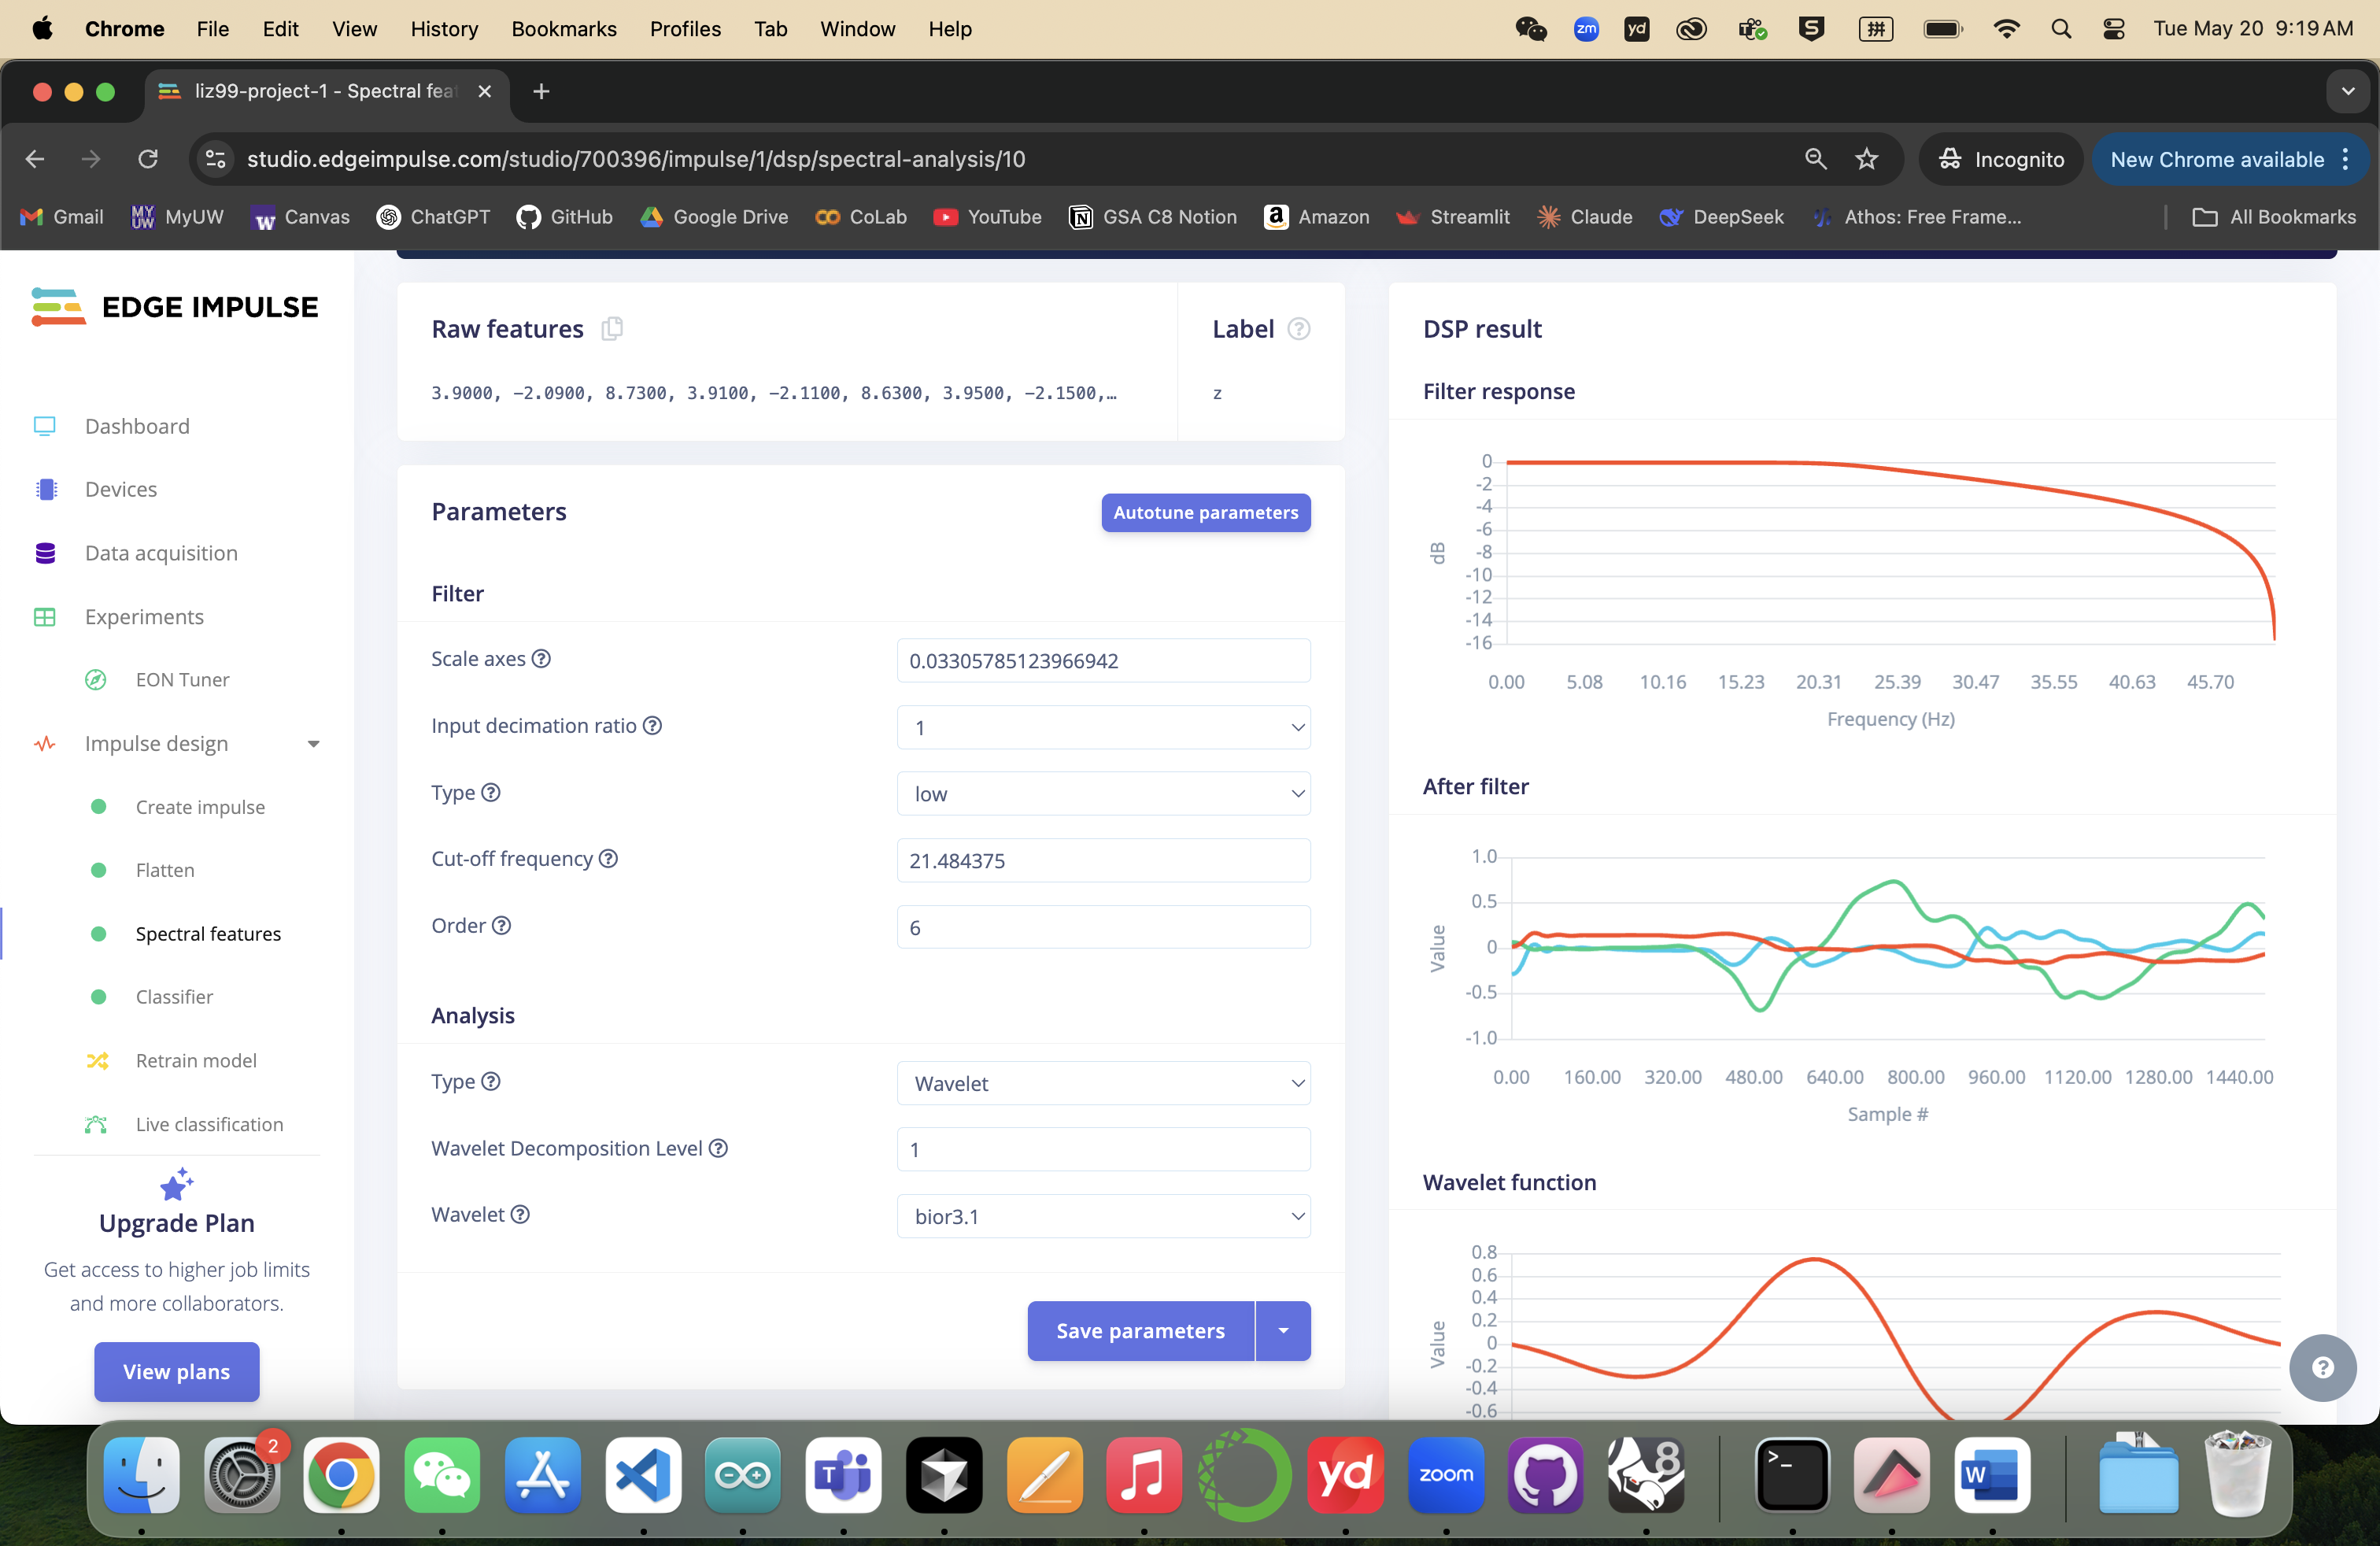 Chrome File Edit View History Bookmarks Profiles Tab Window Help zm yd S 拼 Tue May 20 9:19 AM
liz99-project-1 - Spectral fea
studio.edgeimpulse.com/studio/700396/impulse/1/dsp/spectral-analysis/10 Incognito New Chrome available
Gmail MyUW Canvas ChatGPT GitHub Google Drive CoLab YouTube GSA C8 Notion Amazon Streamlit Claude DeepSeek Athos: Free Frame... All Bookmarks
EDGE IMPULSE
Dashboard
Devices
Data acquisition
Experiments
EON Tuner
Impulse design
Create impulse
Flatten
Spectral features
Classifier
Retrain model
Live classification
Upgrade Plan
Get access to higher job limits
and more collaborators.
View plans
Raw features
Label
3.9000, −2.0900, 8.7300, 3.9100, −2.1100, 8.6300, 3.9500, −2.1500,…
z
Parameters
Autotune parameters
Filter
Scale axes 0.03305785123966942
Input decimation ratio 1
Type low
Cut-off frequency 21.484375
Order 6
Analysis
Type Wavelet
Wavelet Decomposition Level 1
Wavelet bior3.1
Save parameters
DSP result
Filter response
dB
0
-2
-4
-6
-8
-10
-12
-14
-16
0.00 5.08 10.16 15.23 20.31 25.39 30.47 35.55 40.63 45.70
Frequency (Hz)
After filter
Value
1.0
0.5
0
-0.5
-1.0
0.00 160.00 320.00 480.00 640.00 800.00 960.00 1120.00 1280.00 1440.00
Sample #
Wavelet function
Value
0.8
0.6
0.4
0.2
0
-0.2
-0.4
-0.6
2 T yd zoom 8 >_ W